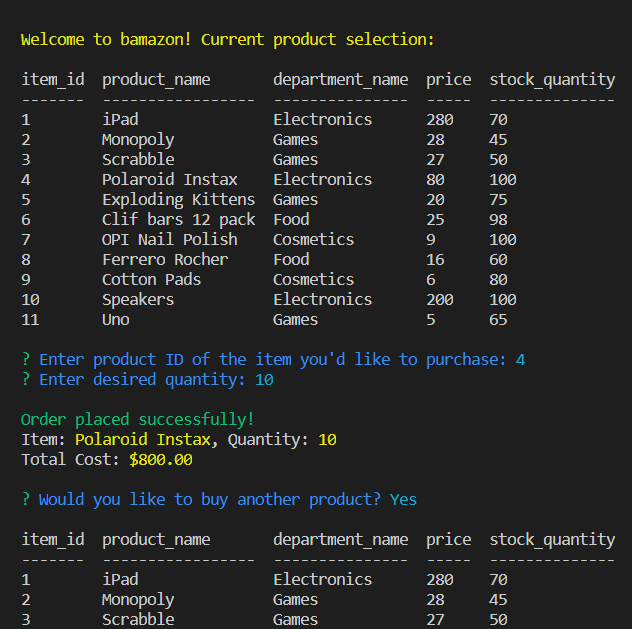 Welcome to bamazon! Current product selection:
item_id  product_name       department_name  price  stock_quantity
-------  -----------------  ---------------  -----  --------------
1        iPad               Electronics      280    70
2        Monopoly           Games            28     45
3        Scrabble           Games            27     50
4        Polaroid Instax    Electronics      80     100
5        Exploding Kittens  Games            20     75
6        Clif bars 12 pack  Food             25     98
7        OPI Nail Polish    Cosmetics        9      100
8        Ferrero Rocher     Food             16     60
9        Cotton Pads        Cosmetics        6      80
10       Speakers           Electronics      200    100
11       Uno                Games            5      65
? Enter product ID of the item you'd like to purchase: 4
? Enter desired quantity: 10
Order placed successfully!
Item: Polaroid Instax, Quantity: 10
Total Cost: $800.00
? Would you like to buy another product? Yes
item_id  product_name       department_name  price  stock_quantity
-------  -----------------  ---------------  -----  --------------
1        iPad               Electronics      280    70
2        Monopoly           Games            28     45
3        Scrabble           Games            27     50